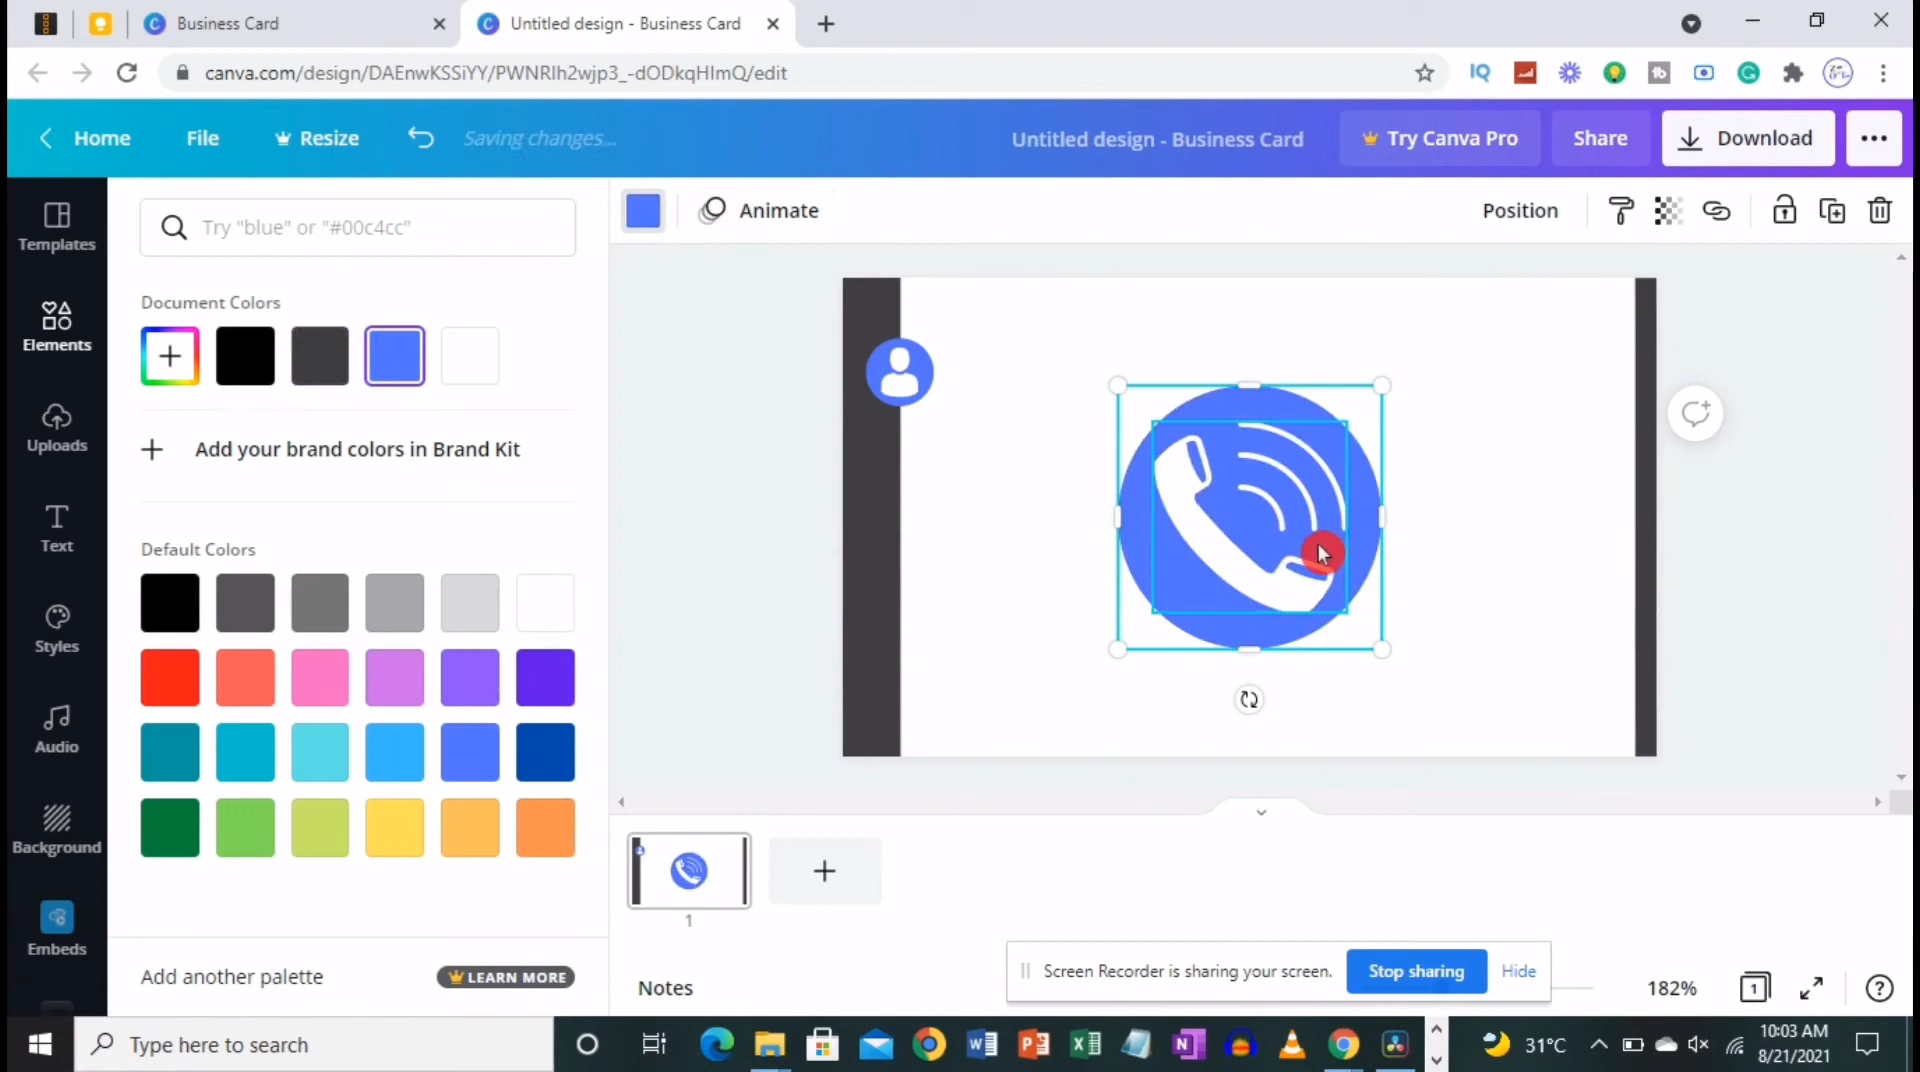 Business Card
Untitled design - Business Card
canva.com/design/DAEnwKSSiYY/PWNRlh2wjp3_-dODkqHImQ/edit
IQ
tb
Home
File
Resize
Saving changes...
Untitled design - Business Card
Try Canva Pro
Share
Download
Templates
Elements
Uploads
Text
Styles
Audio
Background
Embeds
Try "blue" or "#00c4cc"
Document Colors
Add your brand colors in Brand Kit
Default Colors
Add another palette
LEARN MORE
Animate
Position
1
Notes
Screen Recorder is sharing your screen.
Stop sharing
Hide
182%
1
Type here to search
31°C
10:03 AM
8/21/2021